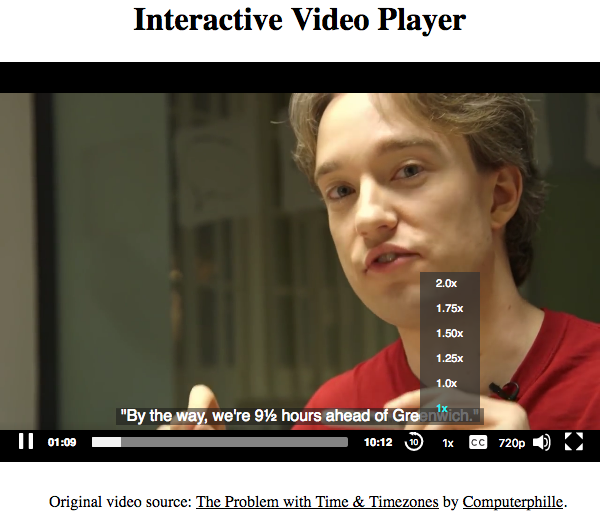 Interactive Video Player
2.0x
1.75x
1.50x
1.25x
1.0x
1x
"By the way, we're 9½ hours ahead of Greenwich."
01:09 10:12 10 1x CC 720p
Original video source: The Problem with Time & Timezones by Computerphille.